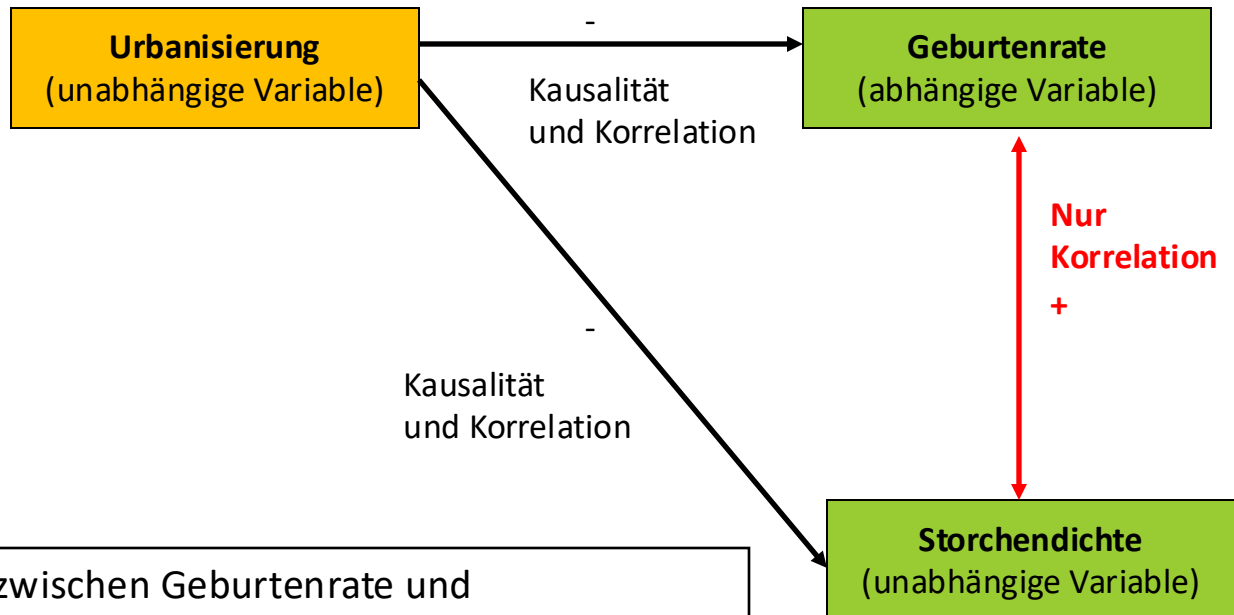 -
Urbanisierung
(unabhängige Variable)
Geburtenrate
(abhängige Variable)
Kausalität
und Korrelation
Nur
Korrelation
+
-
Kausalität
und Korrelation
Storchendichte
(unabhängige Variable)
zwischen Geburtenrate und